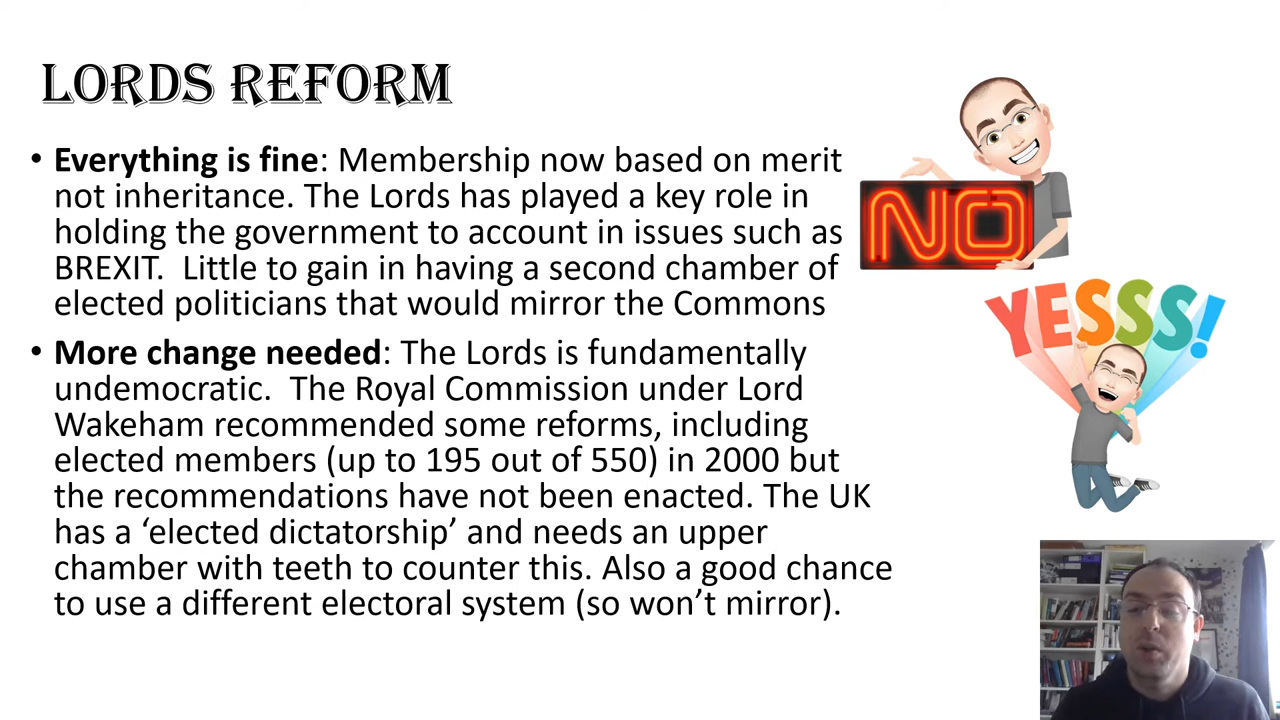 LORDS REFORM
• Everything is fine: Membership now based on merit
not inheritance. The Lords has played a key role in
holding the government to account in issues such as
BREXIT.  Little to gain in having a second chamber of
elected politicians that would mirror the Commons
• More change needed: The Lords is fundamentally
undemocratic.  The Royal Commission under Lord
Wakeham recommended some reforms, including
elected members (up to 195 out of 550) in 2000 but
the recommendations have not been enacted. The UK
has a ‘elected dictatorship’ and needs an upper
chamber with teeth to counter this. Also a good chance
to use a different electoral system (so won’t mirror).
NO
YESSS!